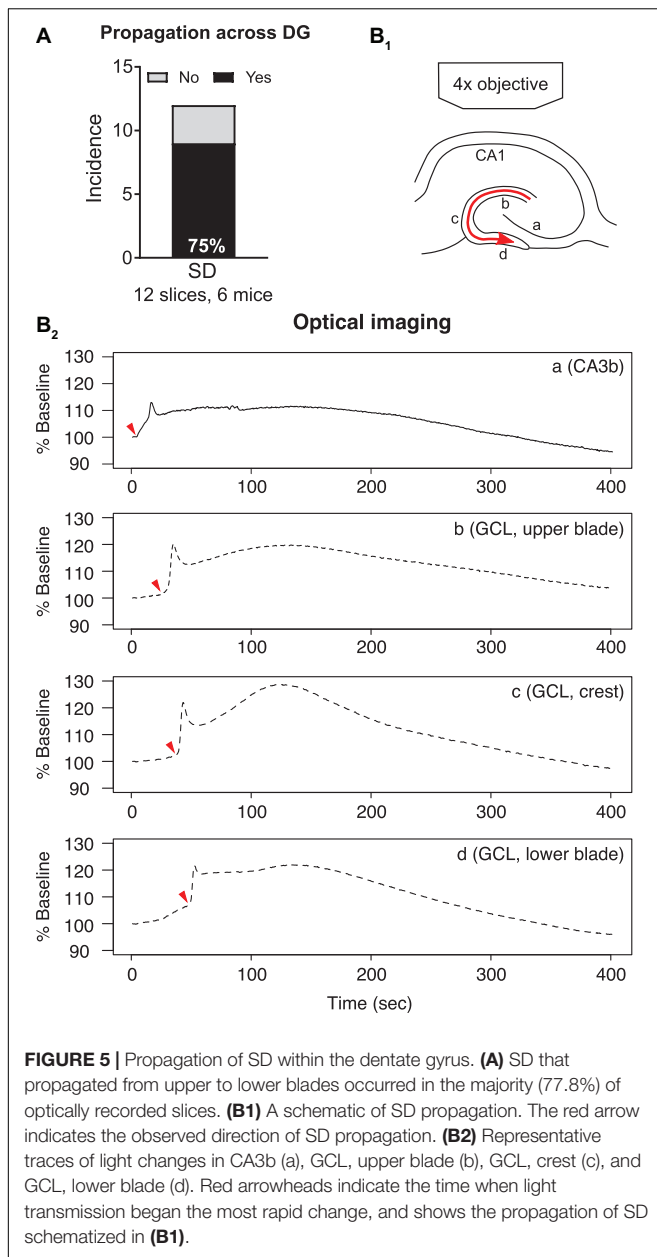 A
Propagation across DG
No Yes
15
10
5
0
Incidence
75%
SD
12 slices, 6 mice
B1
4x objective
CA1
b
a
c
d
B2
Optical imaging
a (CA3b)
% Baseline
130
120
110
100
90
0 100 200 300 400
b (GCL, upper blade)
% Baseline
130
120
110
100
90
0 100 200 300 400
c (GCL, crest)
% Baseline
130
120
110
100
90
0 100 200 300 400
d (GCL, lower blade)
% Baseline
130
120
110
100
90
0 100 200 300 400
Time (sec)
FIGURE 5 | Propagation of SD within the dentate gyrus. (A) SD that
propagated from upper to lower blades occurred in the majority (77.8%) of
optically recorded slices. (B1) A schematic of SD propagation. The red arrow
indicates the observed direction of SD propagation. (B2) Representative
traces of light changes in CA3b (a), GCL, upper blade (b), GCL, crest (c), and
GCL, lower blade (d). Red arrowheads indicate the time when light
transmission began the most rapid change, and shows the propagation of SD
schematized in (B1).